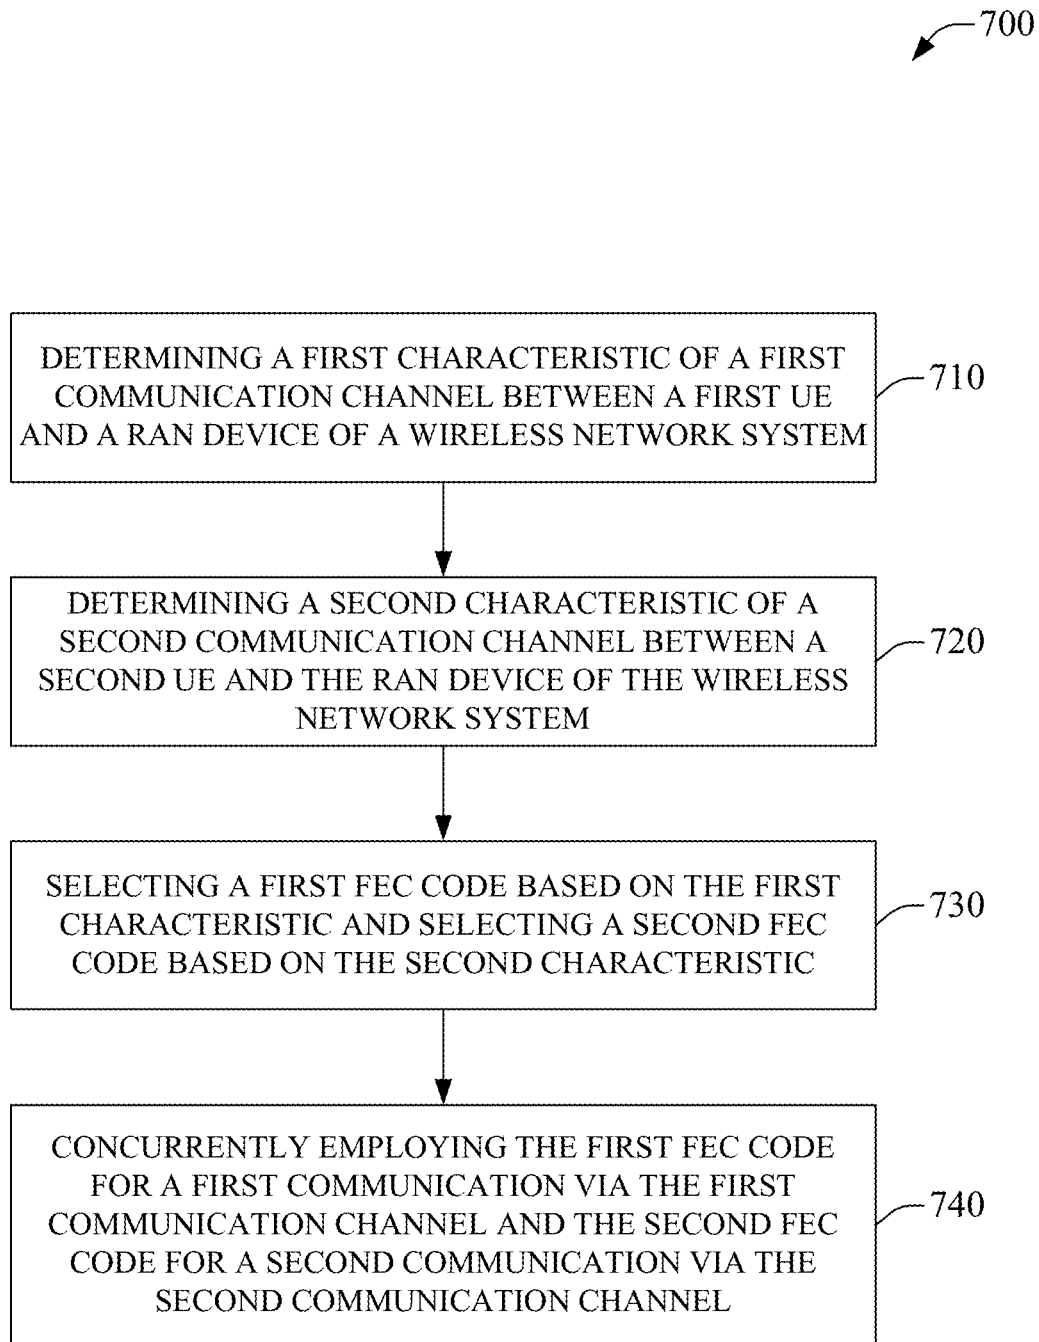 700
DETERMINING A FIRST CHARACTERISTIC OF A FIRST
COMMUNICATION CHANNEL BETWEEN A FIRST UE
AND A RAN DEVICE OF A WIRELESS NETWORK SYSTEM
710
DETERMINING A SECOND CHARACTERISTIC OF A
SECOND COMMUNICATION CHANNEL BETWEEN A
SECOND UE AND THE RAN DEVICE OF THE WIRELESS
NETWORK SYSTEM
720
SELECTING A FIRST FEC CODE BASED ON THE FIRST
CHARACTERISTIC AND SELECTING A SECOND FEC
CODE BASED ON THE SECOND CHARACTERISTIC
730
CONCURRENTLY EMPLOYING THE FIRST FEC CODE
FOR A FIRST COMMUNICATION VIA THE FIRST
COMMUNICATION CHANNEL AND THE SECOND FEC
CODE FOR A SECOND COMMUNICATION VIA THE
SECOND COMMUNICATION CHANNEL
740